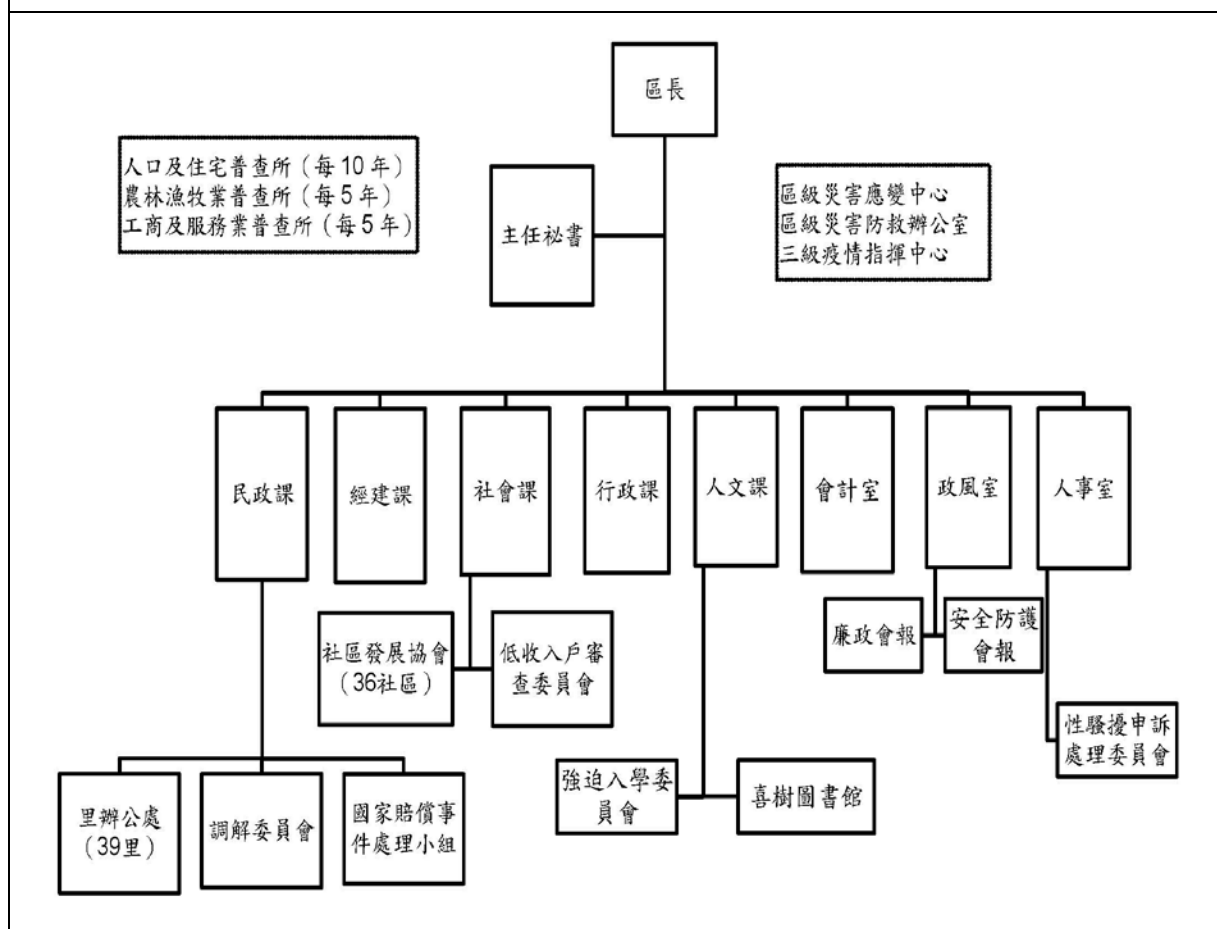 區長
人口及住宅普查所（每 10 年）
農林漁牧業普查所（每 5 年）
工商及服務業普查所（每 5 年）
主任祕書
區級災害應變中心
區級災害防救辦公室
三級疫情指揮中心
民政課
經建課
社會課
行政課
人文課
會計室
政風室
人事室
社區發展協會
（36社區）
低收入戶審
查委員會
廉政會報
安全防護
會報
性騷擾申訴
處理委員會
里辦公處
（39里）
調解委員會
國家賠償事
件處理小組
強迫入學委
員會
喜樹圖書館